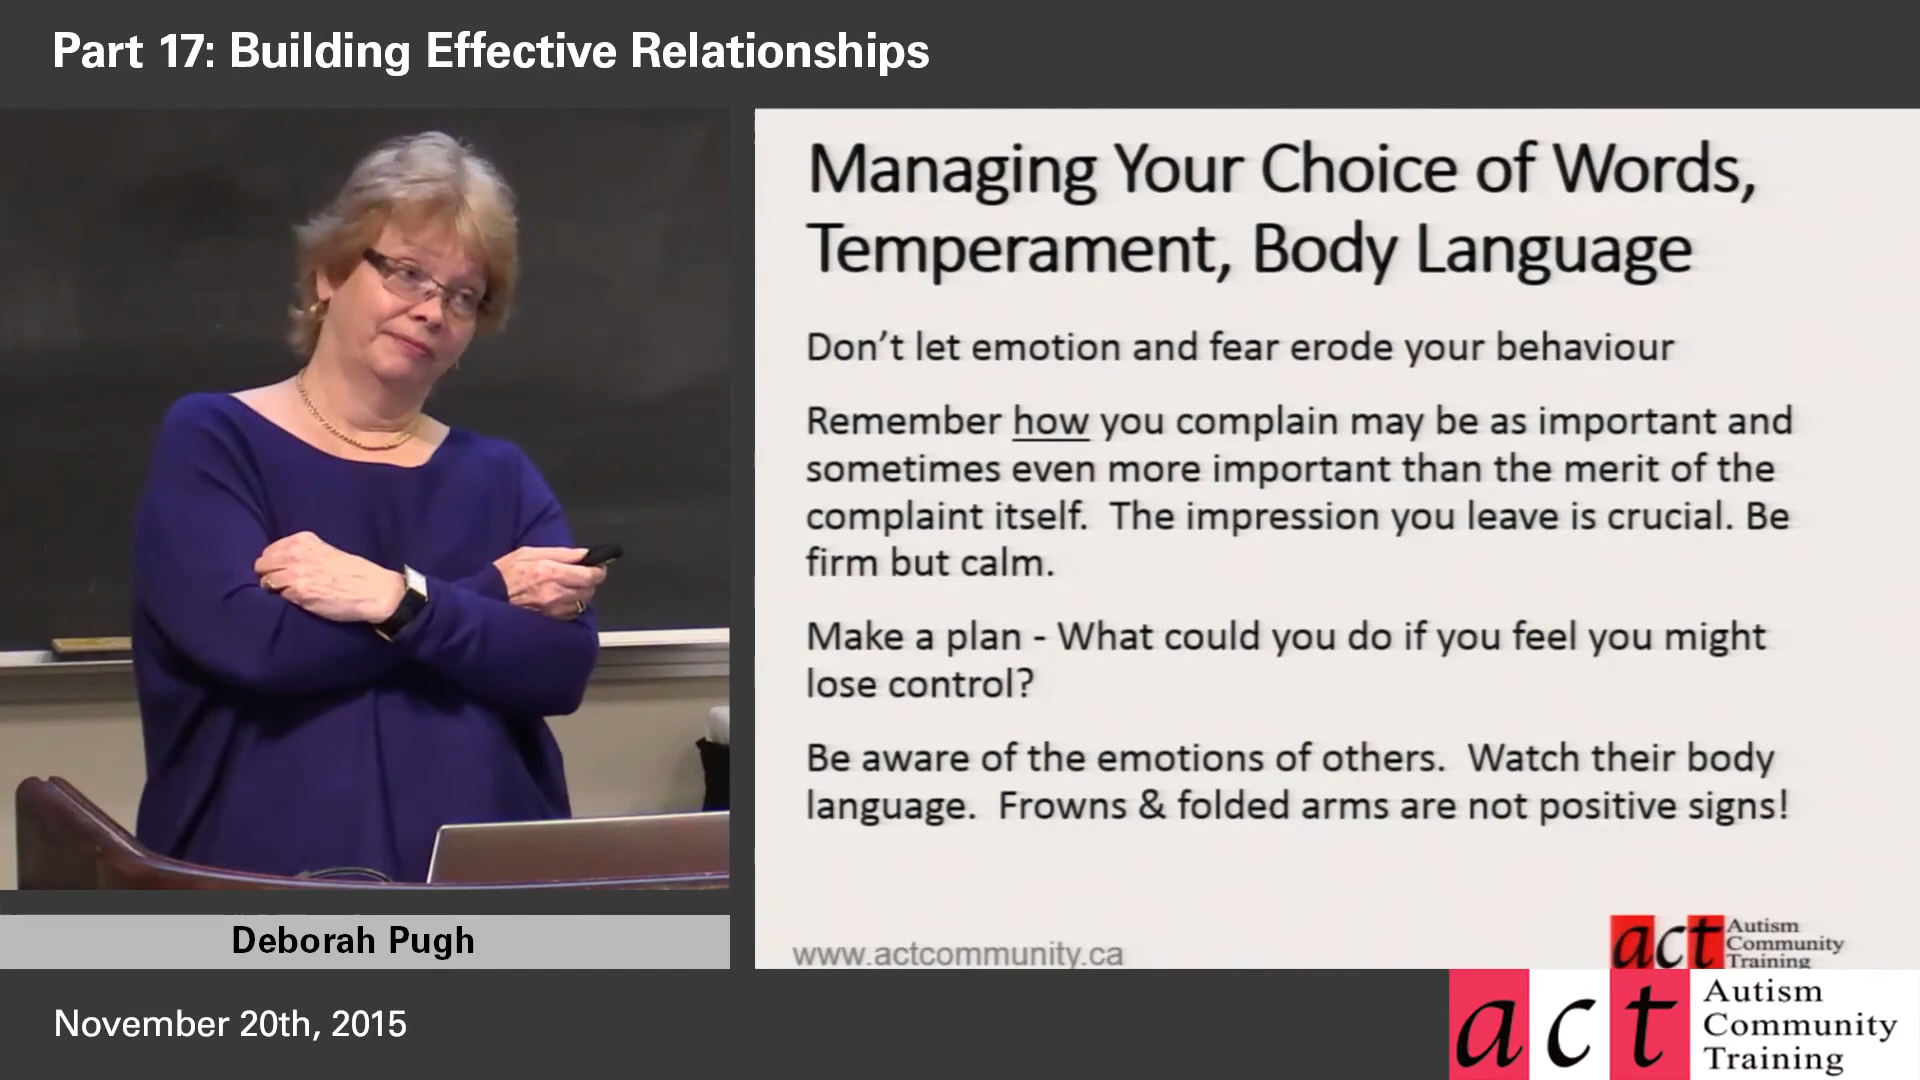 Part 17: Building Effective Relationships
Managing Your Choice of Words,
Temperament, Body Language
Don't let emotion and fear erode your behaviour
Remember how you complain may be as important and
sometimes even more important than the merit of the
complaint itself.  The impression you leave is crucial. Be
firm but calm.
Make a plan - What could you do if you feel you might
lose control?
Be aware of the emotions of others.  Watch their body
language.  Frowns & folded arms are not positive signs!
www.actcommunity.ca
act Autism
Community
Training
Deborah Pugh
November 20th, 2015
act Autism
Community
Training